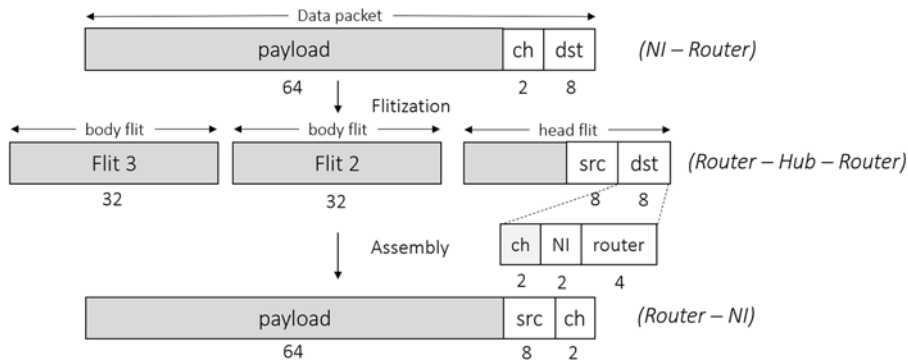 Data packet
payload ch dst (NI – Router)
64 2 8
Flitization
body flit body flit head flit
Flit 3 Flit 2 src dst (Router – Hub – Router)
32 32 8 8
Assembly ch NI router
2 2 4
payload src ch (Router – NI)
64 8 2